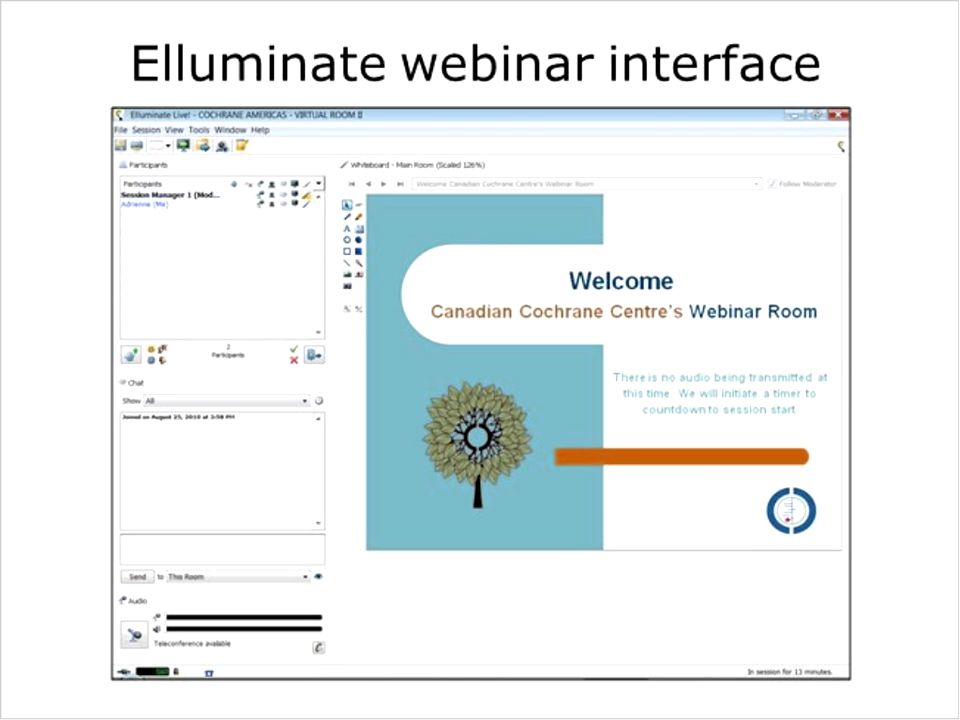 Elluminate webinar interface
Elluminate Live! - COCHRANE AMERICAS - VIRTUAL ROOM II
File Session View Tools Window Help
Participants
Whiteboard - Main Room (Scaled 126%)
Participants
Welcome Canadian Cochrane Centre's Webinar Room
Follow Moderator
Session Manager 1 (Mod...
Adrienne (Me)
Welcome
Canadian Cochrane Centre's Webinar Room
2
Participants
There is no audio being transmitted at
this time. We will initiate a timer to
countdown to session start.
Chat
Show All
Joined on August 25, 2010 at 3:58 PM
Send to This Room
Audio
Teleconference available
In session for 13 minutes.